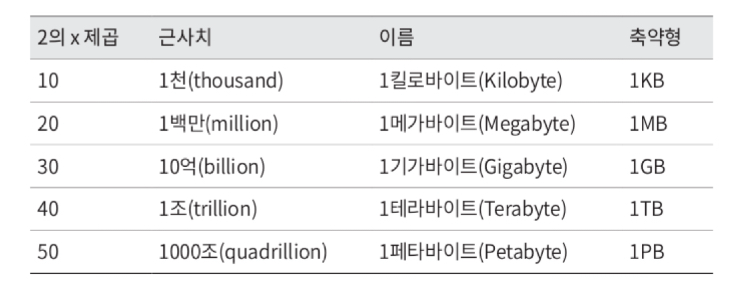 2의 x 제곱 근사치 이름 축약형
10 1천(thousand) 1킬로바이트(Kilobyte) 1KB
20 1백만(million) 1메가바이트(Megabyte) 1MB
30 10억(billion) 1기가바이트(Gigabyte) 1GB
40 1조(trillion) 1테라바이트(Terabyte) 1TB
50 1000조(quadrillion) 1페타바이트(Petabyte) 1PB